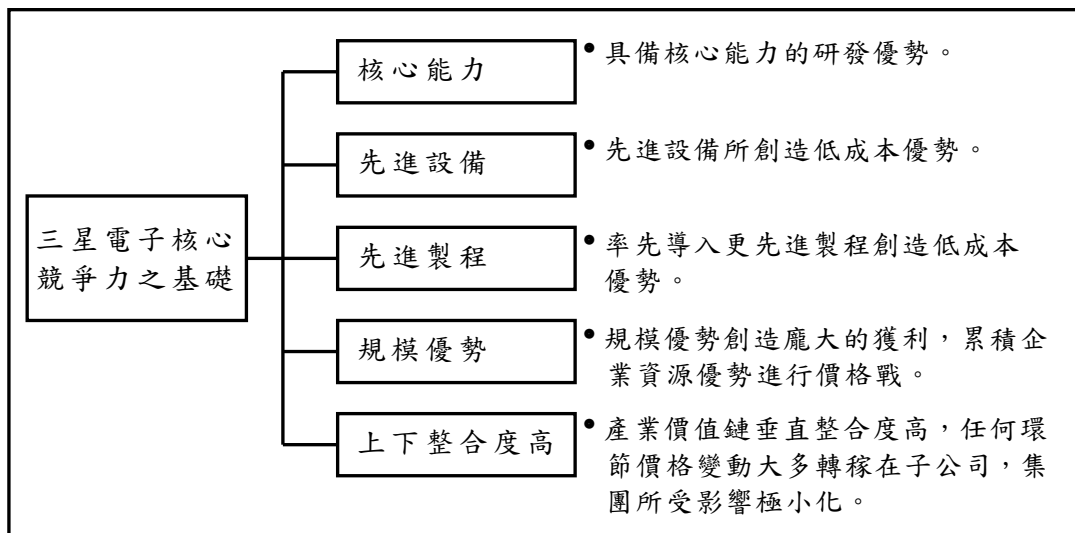 核心能力
• 具備核心能力的研發優勢。
先進設備
• 先進設備所創造低成本優勢。
三星電子核心
競爭力之基礎
先進製程
• 率先導入更先進製程創造低成本
優勢。
規模優勢
• 規模優勢創造龐大的獲利，累積企
業資源優勢進行價格戰。
上下整合度高
• 產業價值鏈垂直整合度高，任何環
節價格變動大多轉稼在子公司，集
團所受影響極小化。